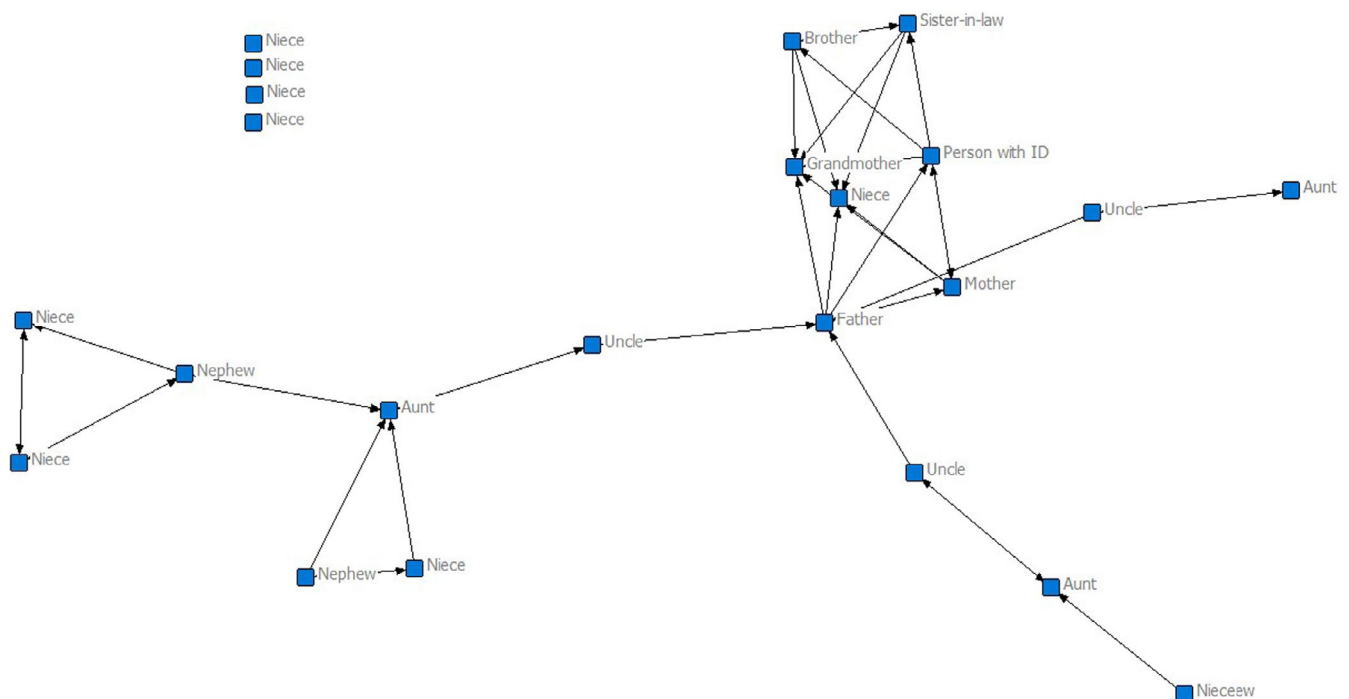 Sister-in-law
Brother
Niece
Niece
Niece
Niece
Person with ID
Grandmother
Niece
Aunt
Uncle
Mother
Father
Niece
Uncle
Nephew
Aunt
Niece
Uncle
Niece
Nephew
Aunt
Nieceew